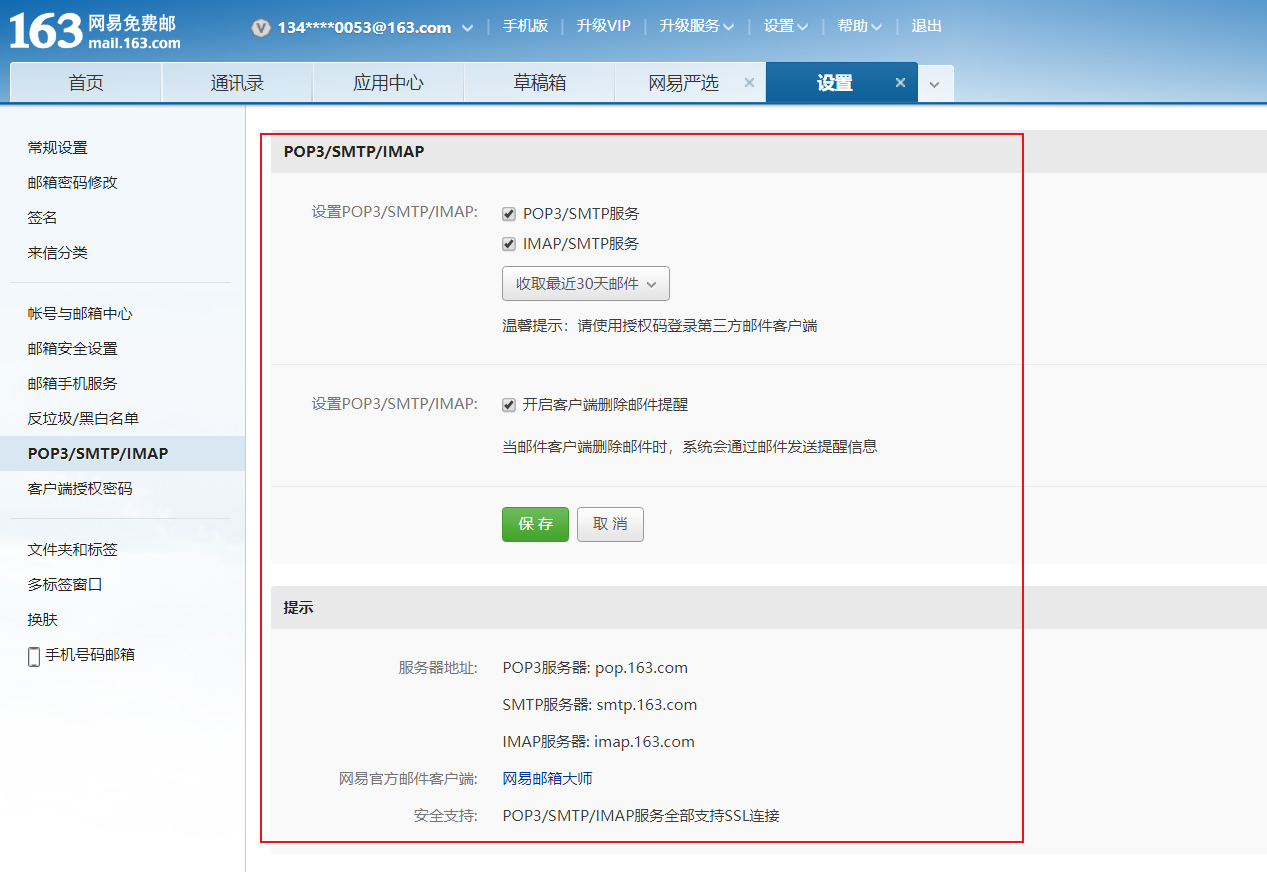 163 网易免费邮
mail.163.com
V 134****0053@163.com
手机版
升级VIP
升级服务
设置
帮助
退出
首页
通讯录
应用中心
草稿箱
网易严选 ×
设置 ×
常规设置
邮箱密码修改
签名
来信分类
帐号与邮箱中心
邮箱安全设置
邮箱手机服务
反垃圾/黑白名单
POP3/SMTP/IMAP
客户端授权密码
文件夹和标签
多标签窗口
换肤
手机号码邮箱
POP3/SMTP/IMAP
设置POP3/SMTP/IMAP: POP3/SMTP服务
IMAP/SMTP服务
收取最近30天邮件
温馨提示：请使用授权码登录第三方邮件客户端
设置POP3/SMTP/IMAP: 开启客户端删除邮件提醒
当邮件客户端删除邮件时，系统会通过邮件发送提醒信息
保 存
取 消
提示
服务器地址: POP3服务器: pop.163.com
SMTP服务器: smtp.163.com
IMAP服务器: imap.163.com
网易官方邮件客户端: 网易邮箱大师
安全支持: POP3/SMTP/IMAP服务全部支持SSL连接